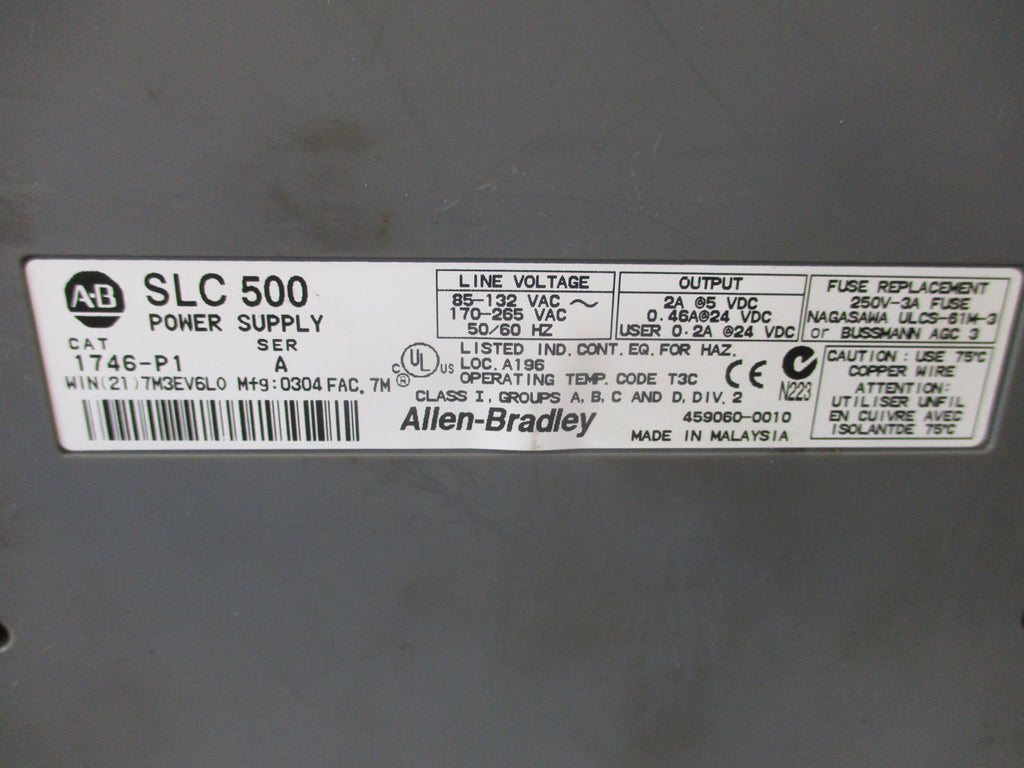 A-B
SLC 500
POWER SUPPLY
CAT SER
1746-P1 A
WIN(21)7M3EV6L0 Mfg:0304 FAC. 7M
LINE VOLTAGE
85-132 VAC ~
170-265 VAC
50/60 HZ
OUTPUT
2A @5 VDC
0.46A@24 VDC
USER 0.2A @24 VDC
FUSE REPLACEMENT
250V-3A FUSE
NAGASAWA ULCS-61M-3
or BUSSMANN AGC 3
C UL US ®
LISTED IND. CONT. EQ. FOR HAZ.
LOC. A196
OPERATING TEMP. CODE T3C
CLASS I, GROUPS A, B, C AND D, DIV. 2
CE
N223
Allen-Bradley
459060-0010
MADE IN MALAYSIA
CAUTION : USE 75°C
COPPER WIRE
ATTENTION :
UTILISER UNFIL
EN CUIVRE AVEC
ISOLANTDE 75°C